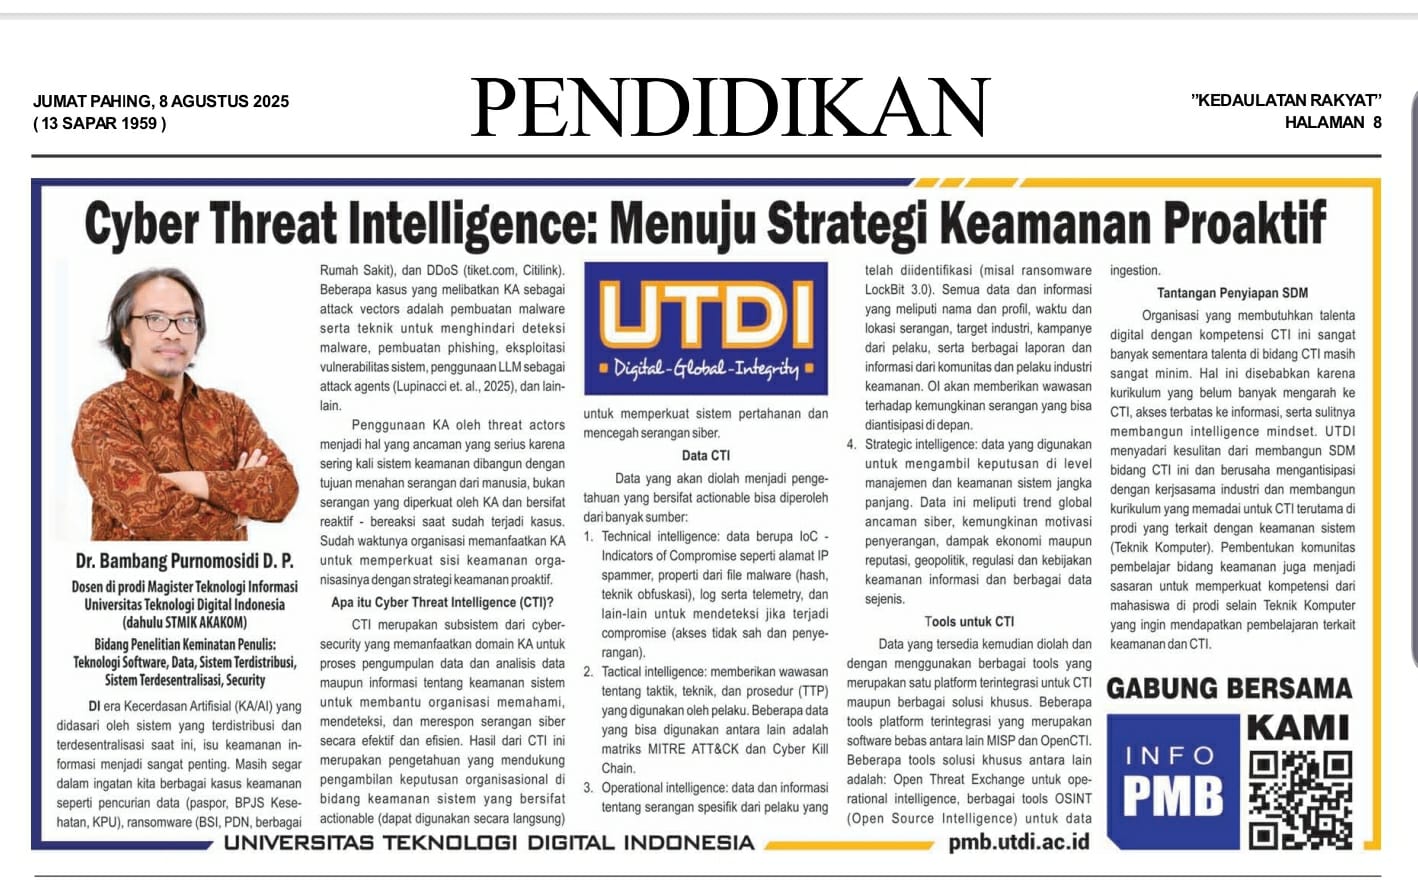 JUMAT PAHING, 8 AGUSTUS 2025
( 13 SAPAR 1959 )
PENDIDIKAN
”KEDAULATAN RAKYAT”
HALAMAN 8
Cyber Threat Intelligence: Menuju Strategi Keamanan Proaktif
Dr. Bambang Purnomosidi D. P.
Dosen di prodi Magister Teknologi Informasi
Universitas Teknologi Digital Indonesia
(dahulu STMIK AKAKOM)
Bidang Penelitian Keminatan Penulis:
Teknologi Software, Data, Sistem Terdistribusi,
Sistem Terdesentralisasi, Security
DI era Kecerdasan Artifisial (KA/AI) yang
didasari oleh sistem yang terdistribusi dan
terdesentralisasi saat ini, isu keamanan in-
formasi menjadi sangat penting. Masih segar
dalam ingatan kita berbagai kasus keamanan
seperti pencurian data (paspor, BPJS Kese-
hatan, KPU), ransomware (BSI, PDN, berbagai
Rumah Sakit), dan DDoS (tiket.com, Citilink).
Beberapa kasus yang melibatkan KA sebagai
attack vectors adalah pembuatan malware
serta teknik untuk menghindari deteksi
malware, pembuatan phishing, eksploitasi
vulnerabilitas sistem, penggunaan LLM sebagai
attack agents (Lupinacci et. al., 2025), dan lain-
lain.
Penggunaan KA oleh threat actors
menjadi hal yang ancaman yang serius karena
sering kali sistem keamanan dibangun dengan
tujuan menahan serangan dari manusia, bukan
serangan yang diperkuat oleh KA dan bersifat
reaktif - bereaksi saat sudah terjadi kasus.
Sudah waktunya organisasi memanfaatkan KA
untuk memperkuat sisi keamanan orga-
nisasinya dengan strategi keamanan proaktif.
Apa itu Cyber Threat Intelligence (CTI)?
CTI merupakan subsistem dari cyber-
security yang memanfaatkan domain KA untuk
proses pengumpulan data dan analisis data
maupun informasi tentang keamanan sistem
untuk membantu organisasi memahami,
mendeteksi, dan merespon serangan siber
secara efektif dan efisien. Hasil dari CTI ini
merupakan pengetahuan yang mendukung
pengambilan keputusan organisasional di
bidang keamanan sistem yang bersifat
actionable (dapat digunakan secara langsung)
UTDI
Digital-Global-Integrity
untuk memperkuat sistem pertahanan dan
mencegah serangan siber.
Data CTI
Data yang akan diolah menjadi penge-
tahuan yang bersifat actionable bisa diperoleh
dari banyak sumber:
1. Technical intelligence: data berupa IoC -
Indicators of Compromise seperti alamat IP
spammer, properti dari file malware (hash,
teknik obfuskasi), log serta telemetry, dan
lain-lain untuk mendeteksi jika terjadi
compromise (akses tidak sah dan penye-
rangan).
2. Tactical intelligence: memberikan wawasan
tentang taktik, teknik, dan prosedur (TTP)
yang digunakan oleh pelaku. Beberapa data
yang bisa digunakan antara lain adalah
matriks MITRE ATT&CK dan Cyber Kill
Chain.
3. Operational intelligence: data dan informasi
tentang serangan spesifik dari pelaku yang
telah diidentifikasi (misal ransomware
LockBit 3.0). Semua data dan informasi
yang meliputi nama dan profil, waktu dan
lokasi serangan, target industri, kampanye
dari pelaku, serta berbagai laporan dan
informasi dari komunitas dan pelaku industri
keamanan. OI akan memberikan wawasan
terhadap kemungkinan serangan yang bisa
diantisipasi di depan.
4. Strategic intelligence: data yang digunakan
untuk mengambil keputusan di level
manajemen dan keamanan sistem jangka
panjang. Data ini meliputi trend global
ancaman siber, kemungkinan motivasi
penyerangan, dampak ekonomi maupun
reputasi, geopolitik, regulasi dan kebijakan
keamanan informasi dan berbagai data
sejenis.
Tools untuk CTI
Data yang tersedia kemudian diolah dan
dengan menggunakan berbagai tools yang
merupakan satu platform terintegrasi untuk CTI
maupun berbagai solusi khusus. Beberapa
tools platform terintegrasi yang merupakan
software bebas antara lain MISP dan OpenCTI.
Beberapa tools solusi khusus antara lain
adalah: Open Threat Exchange untuk ope-
rational intelligence, berbagai tools OSINT
(Open Source Intelligence) untuk data
ingestion.
Tantangan Penyiapan SDM
Organisasi yang membutuhkan talenta
digital dengan kompetensi CTI ini sangat
banyak sementara talenta di bidang CTI masih
sangat minim. Hal ini disebabkan karena
kurikulum yang belum banyak mengarah ke
CTI, akses terbatas ke informasi, serta sulitnya
membangun intelligence mindset. UTDI
menyadari kesulitan dari membangun SDM
bidang CTI ini dan berusaha mengantisipasi
dengan kerjsasama industri dan membangun
kurikulum yang memadai untuk CTI terutama di
prodi yang terkait dengan keamanan sistem
(Teknik Komputer). Pembentukan komunitas
pembelajar bidang keamanan juga menjadi
sasaran untuk memperkuat kompetensi dari
mahasiswa di prodi selain Teknik Komputer
yang ingin mendapatkan pembelajaran terkait
keamanan dan CTI.
GABUNG BERSAMA
KAMI
INFO
PMB
UNIVERSITAS TEKNOLOGI DIGITAL INDONESIA
pmb.utdi.ac.id